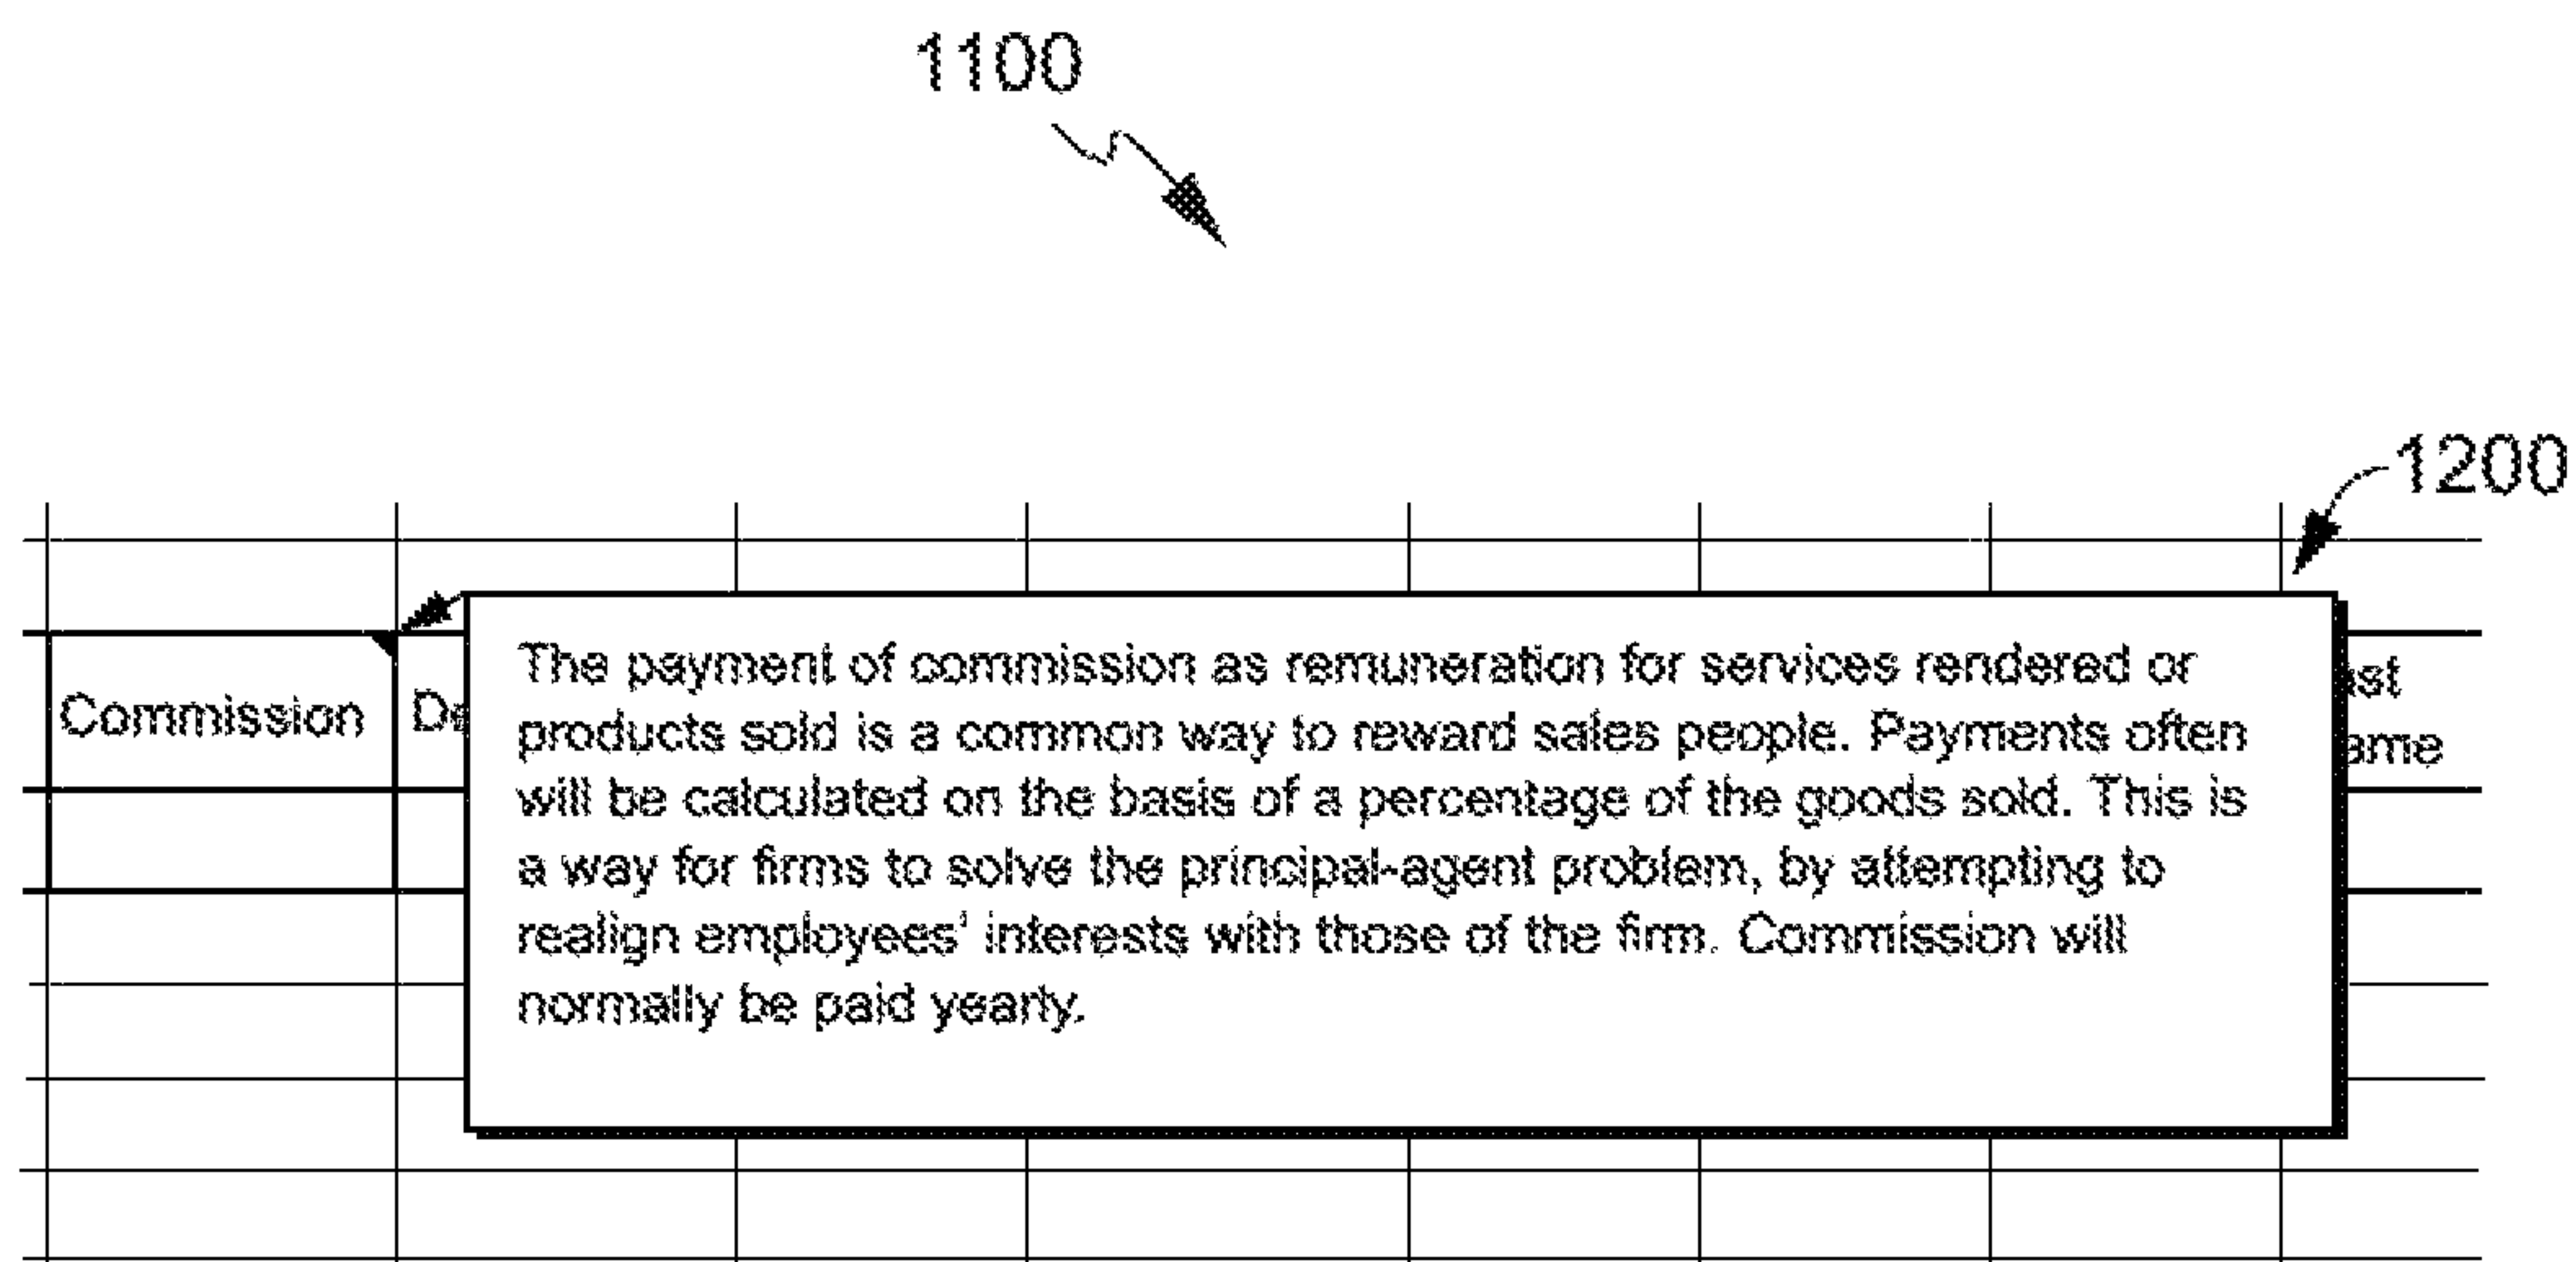 1100
1200
The payment of commission as remuneration for services rendered or
products sold is a common way to reward sales people. Payments often
will be calculated on the basis of a percentage of the goods sold. This is
a way for firms to solve the principal-agent problem, by attempting to
realign employees' interests with those of the firm. Commission will
normally be paid yearly.
Commission